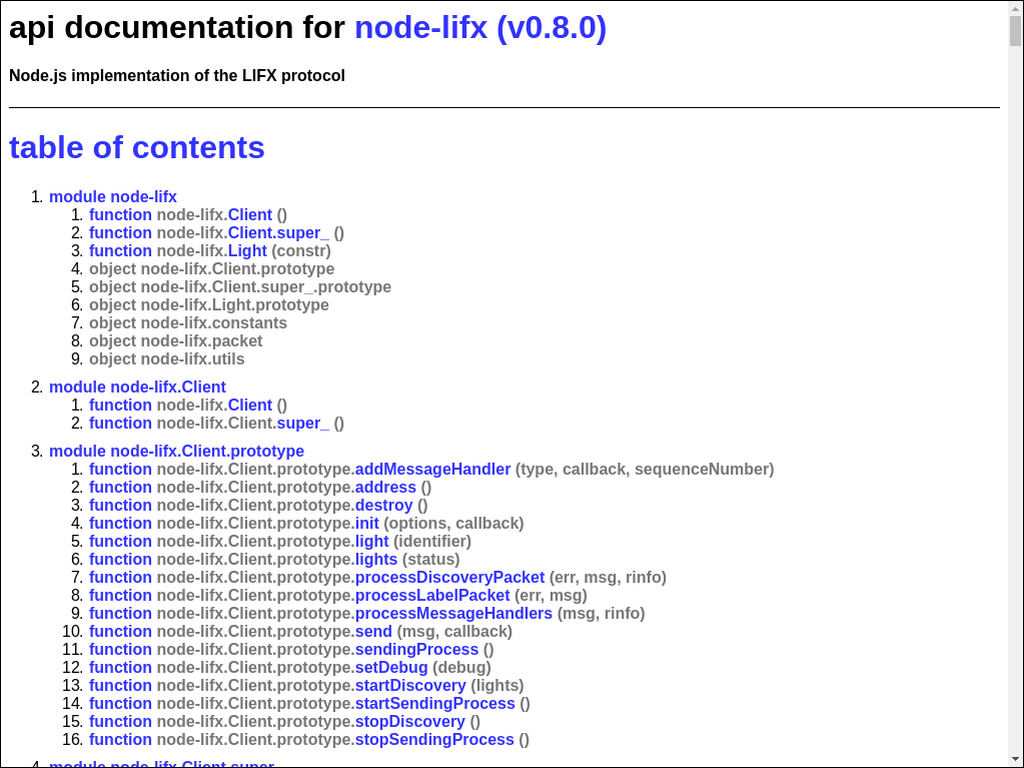 api documentation for node-lifx (v0.8.0)
Node.js implementation of the LIFX protocol
table of contents
1. module node-lifx
1. function node-lifx.Client ()
2. function node-lifx.Client.super_ ()
3. function node-lifx.Light (constr)
4. object node-lifx.Client.prototype
5. object node-lifx.Client.super_.prototype
6. object node-lifx.Light.prototype
7. object node-lifx.constants
8. object node-lifx.packet
9. object node-lifx.utils
2. module node-lifx.Client
1. function node-lifx.Client ()
2. function node-lifx.Client.super_ ()
3. module node-lifx.Client.prototype
1. function node-lifx.Client.prototype.addMessageHandler (type, callback, sequenceNumber)
2. function node-lifx.Client.prototype.address ()
3. function node-lifx.Client.prototype.destroy ()
4. function node-lifx.Client.prototype.init (options, callback)
5. function node-lifx.Client.prototype.light (identifier)
6. function node-lifx.Client.prototype.lights (status)
7. function node-lifx.Client.prototype.processDiscoveryPacket (err, msg, rinfo)
8. function node-lifx.Client.prototype.processLabelPacket (err, msg)
9. function node-lifx.Client.prototype.processMessageHandlers (msg, rinfo)
10. function node-lifx.Client.prototype.send (msg, callback)
11. function node-lifx.Client.prototype.sendingProcess ()
12. function node-lifx.Client.prototype.setDebug (debug)
13. function node-lifx.Client.prototype.startDiscovery (lights)
14. function node-lifx.Client.prototype.startSendingProcess ()
15. function node-lifx.Client.prototype.stopDiscovery ()
16. function node-lifx.Client.prototype.stopSendingProcess ()
4. module node-lifx.Client.super_